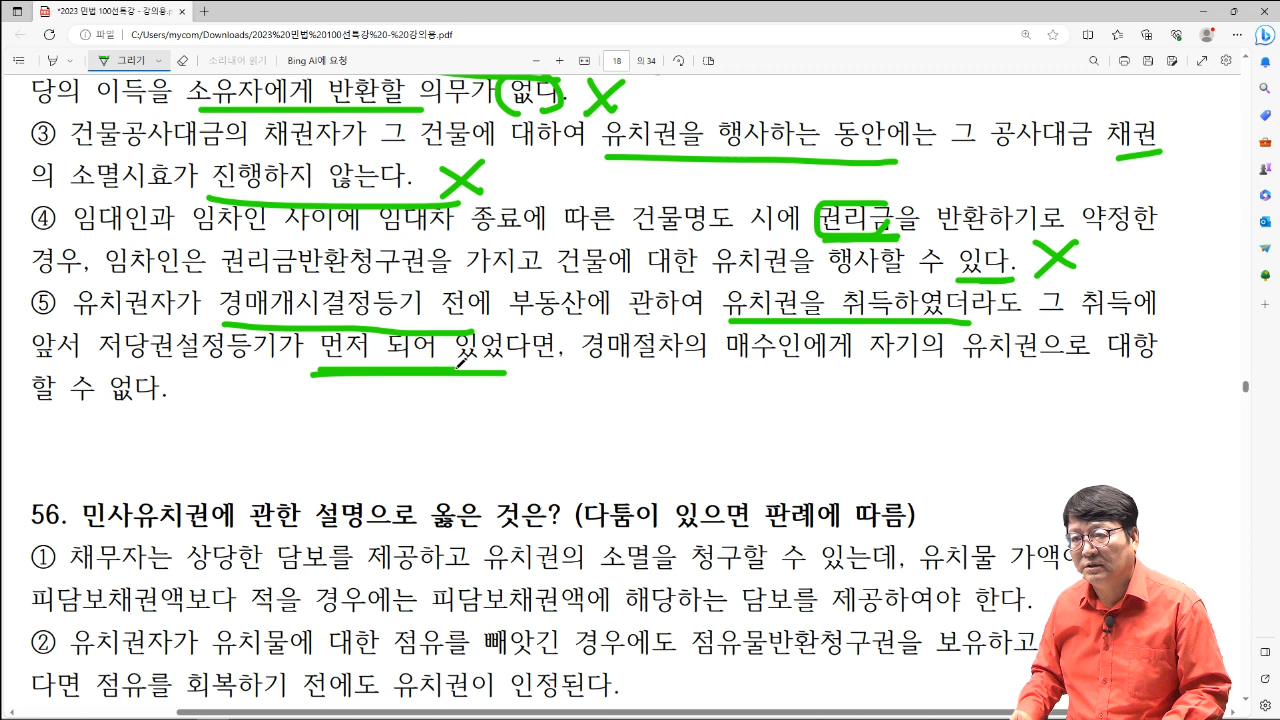 *2023 민법 100선특강 - 강의용.p
파일
C:/Users/mycom/Downloads/2023%20민법%20100선특강%20-%20강의용.pdf
그리기
소리내어 읽기
Bing AI에 요청
18
의 34
당의 이득을 소유자에게 반환할 의무가 없다.
③ 건물공사대금의 채권자가 그 건물에 대하여 유치권을 행사하는 동안에는 그 공사대금 채권
의 소멸시효가 진행하지 않는다.
④ 임대인과 임차인 사이에 임대차 종료에 따른 건물명도 시에 권리금을 반환하기로 약정한
경우, 임차인은 권리금반환청구권을 가지고 건물에 대한 유치권을 행사할 수 있다.
⑤ 유치권자가 경매개시결정등기 전에 부동산에 관하여 유치권을 취득하였더라도 그 취득에
앞서 저당권설정등기가 먼저 되어 있었다면, 경매절차의 매수인에게 자기의 유치권으로 대항
할 수 없다.
56. 민사유치권에 관한 설명으로 옳은 것은? (다툼이 있으면 판례에 따름)
① 채무자는 상당한 담보를 제공하고 유치권의 소멸을 청구할 수 있는데, 유치물 가액
피담보채권액보다 적을 경우에는 피담보채권액에 해당하는 담보를 제공하여야 한다.
② 유치권자가 유치물에 대한 점유를 빼앗긴 경우에도 점유물반환청구권을 보유하고
다면 점유를 회복하기 전에도 유치권이 인정된다.